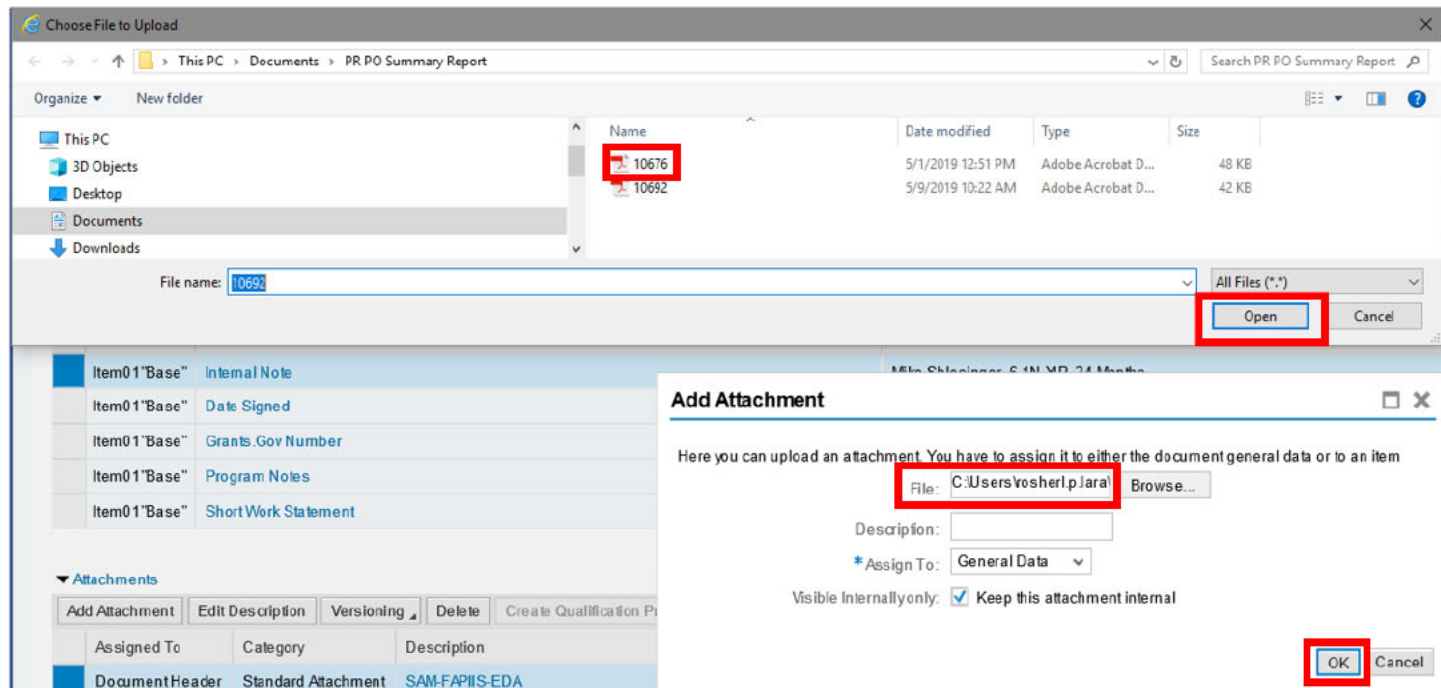 Choose File to Upload
This PC > Documents > PR PO Summary Report
Search PR PO Summary Report
Organize New folder
This PC
3D Objects
Desktop
Documents
Downloads
Name Date modified Type Size
10676 5/1/2019 12:51 PM Adobe Acrobat D... 48 KB
10692 5/9/2019 10:22 AM Adobe Acrobat D... 42 KB
File name: 10692 All Files (*.*)
Open Cancel
Item01"Base" Internal Note
Item01"Base" Date Signed
Item01"Base" Grants.Gov Number
Item01"Base" Program Notes
Item01"Base" Short Work Statement
Attachments
Add Attachment Edit Description Versioning Delete Create Qualification
Assigned To Category Description
Document Header Standard Attachment SAM-FAPIIS-EDA
Add Attachment
Here you can upload an attachment. You have to assign it to either the document general data or to an item
File: C:\Users\rosherl.p.lara\ Browse...
Description:
*Assign To: General Data
Visible Internally only: Keep this attachment internal
OK Cancel